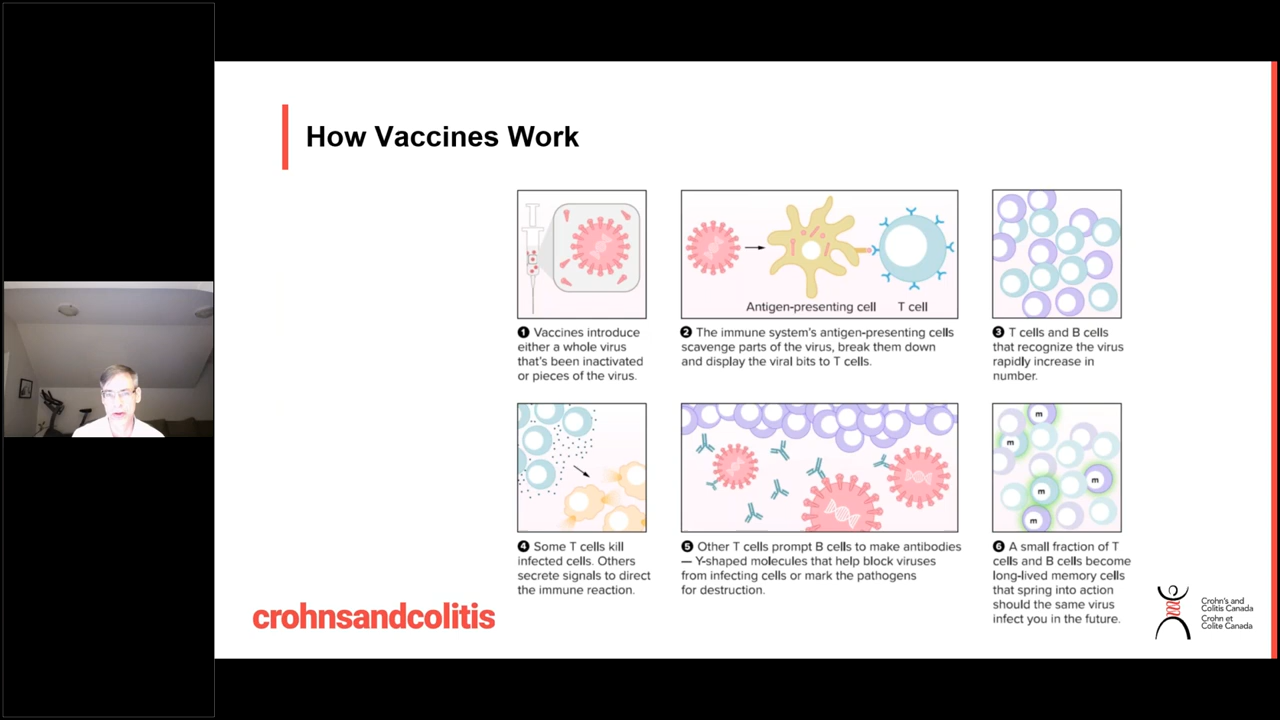 How Vaccines Work
Antigen-presenting cell T cell
1 Vaccines introduce
either a whole virus
that's been inactivated
or pieces of the virus.
2 The immune system's antigen-presenting cells
scavenge parts of the virus, break them down
and display the viral bits to T cells.
3 T cells and B cells
that recognize the virus
rapidly increase in
number.
m
m
m
m
m
4 Some T cells kill
infected cells. Others
secrete signals to direct
the immune reaction.
5 Other T cells prompt B cells to make antibodies
— Y-shaped molecules that help block viruses
from infecting cells or mark the pathogens
for destruction.
6 A small fraction of T
cells and B cells become
long-lived memory cells
that spring into action
should the same virus
infect you in the future.
crohnsandcolitis
Crohn's and
Colitis Canada
Crohn et
Colite Canada